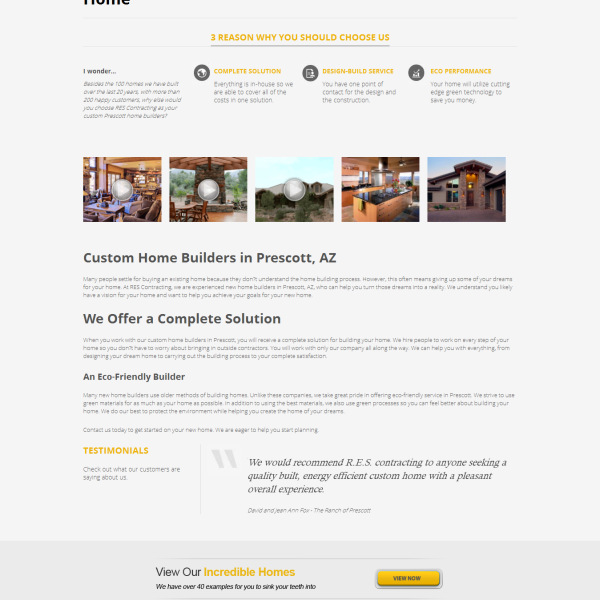 Home
3 REASON WHY YOU SHOULD CHOOSE US
I wonder...
Besides the 100 homes we have built
over the last 20 years, with more than
200 happy customers, why else would
you choose RES Contracting as your
custom Prescott home builders?
COMPLETE SOLUTION
Everything is in-house so we
are able to cover all of the
costs in one solution.
DESIGN-BUILD SERVICE
You have one point of
contact for the design and
the construction.
ECO PERFORMANCE
Your home will utilise cutting
edge green technology to
save you money.
Custom Home Builders in Prescott, AZ
Many people settle for buying an existing home because they don?t understand the home building process. However, this often means giving up some of your dreams
for your home. At RES Contracting, we are experienced new home builders in Prescott, AZ, who can help you turn those dreams into a reality. We understand you likely
have a vision for your home and want to help you achieve your goals for your new home.
We Offer a Complete Solution
When you work with our custom home builders in Prescott, you will receive a complete solution for building your home. We hire people to work on every step of your
home so you don?t have to worry about bringing in outside contractors. You will work with only our company all along the way. We can help you with everything, from
designing your dream home to carrying out the building process to your complete satisfaction.
An Eco-Friendly Builder
Many new home builders use older methods of building homes. Unlike these companies, we take great pride in offering eco-friendly service in Prescott. We strive to use
green materials for as much of your home as possible. In addition to using the best materials, we also use green processes so you can feel better about building your
home. We do our best to protect the environment while helping you create the home of your dreams.
Contact us today to get started on your new home. We are eager to help you start planning.
TESTIMONIALS
Check out what our customers are
saying about us.
We would recommend R.E.S. contracting to anyone seeking a
quality built, energy efficient custom home with a pleasant
overall experience.
David and Jean Ann Fox - The Ranch of Prescott
View Our Incredible Homes
We have over 40 examples for you to sink your teeth into
VIEW NOW